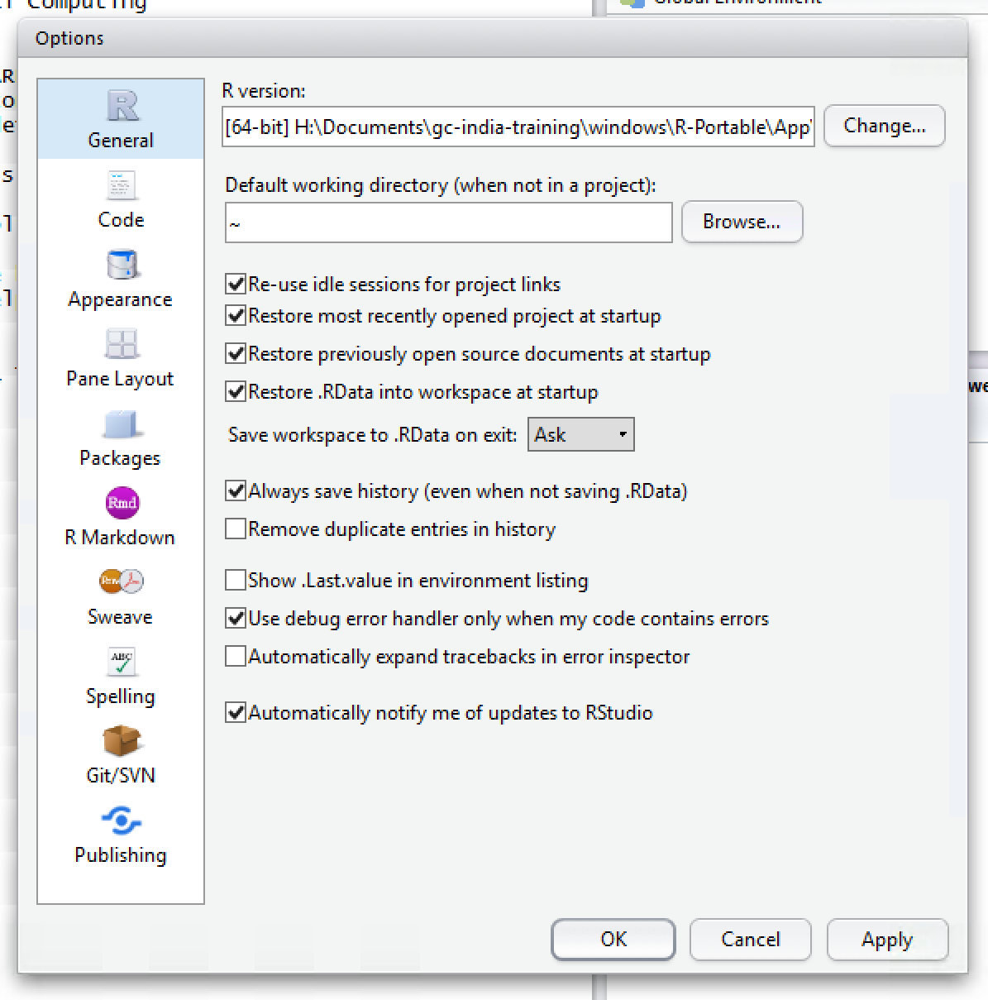 Computing
Global Environment
Options
R version:
[64-bit] H:\Documents\gc-india-training\windows\R-Portable\App\
Change...
General
Default working directory (when not in a project):
~
Browse...
Code
Re-use idle sessions for project links
Appearance
Restore most recently opened project at startup
Restore previously open source documents at startup
Pane Layout
Restore .RData into workspace at startup
Save workspace to .RData on exit: Ask
Packages
Always save history (even when not saving .RData)
Rmd
R Markdown
Remove duplicate entries in history
Show .Last.value in environment listing
Sweave
Use debug error handler only when my code contains errors
ABC
Automatically expand tracebacks in error inspector
Spelling
Automatically notify me of updates to RStudio
Git/SVN
Publishing
OK
Cancel
Apply